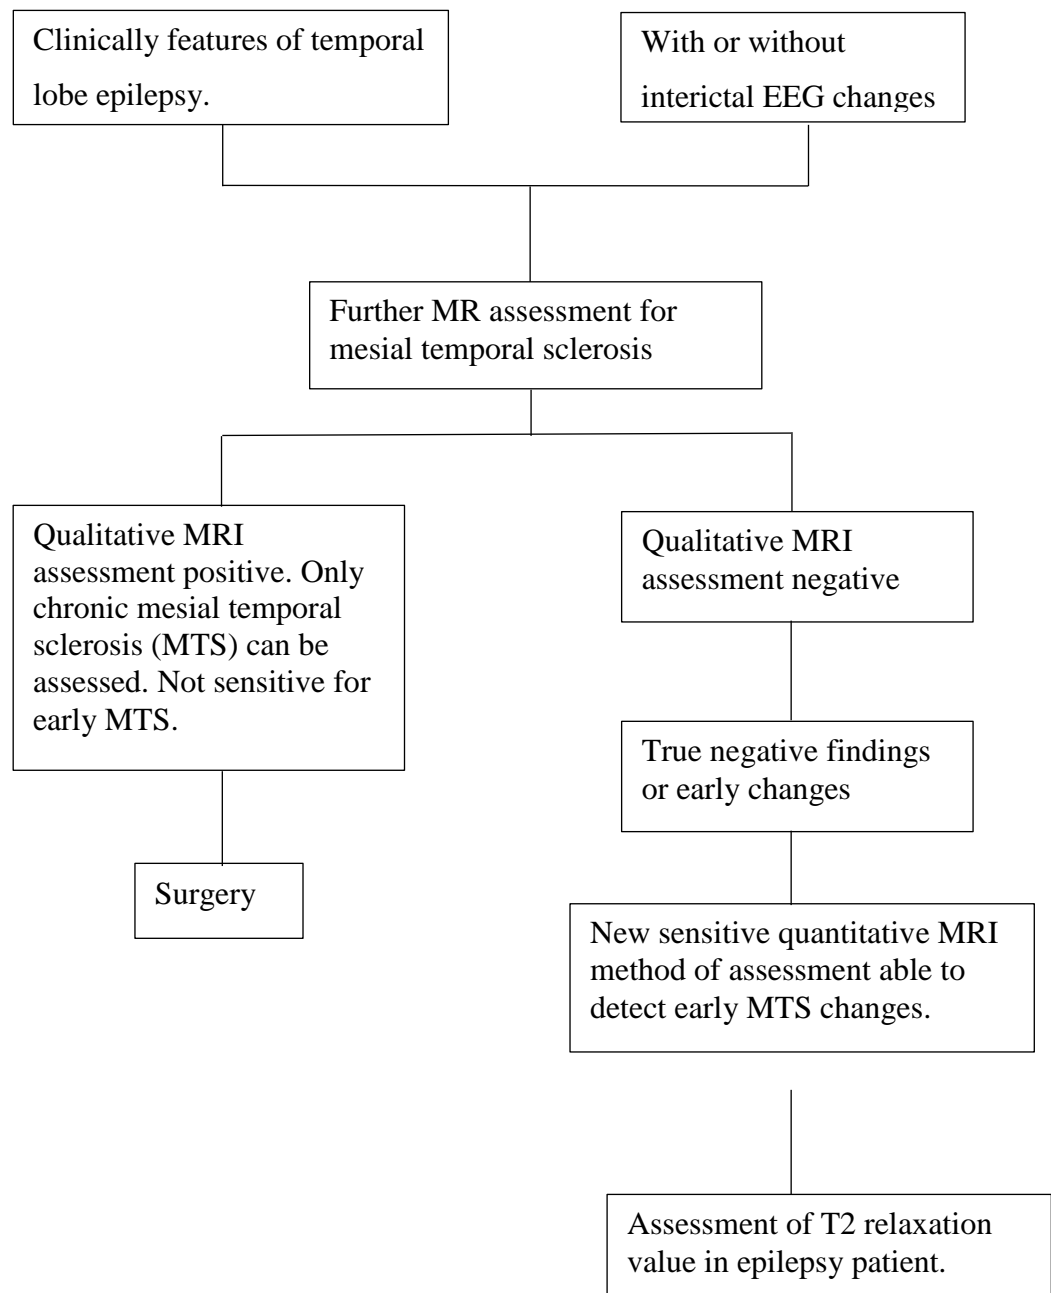 Clinically features of temporal
lobe epilepsy.
With or without
interictal EEG changes
Further MR assessment for
mesial temporal sclerosis
Qualitative MRI
assessment positive. Only
chronic mesial temporal
sclerosis (MTS) can be
assessed. Not sensitive for
early MTS.
Qualitative MRI
assessment negative
True negative findings
or early changes
Surgery
New sensitive quantitative MRI
method of assessment able to
detect early MTS changes.
Assessment of T2 relaxation
value in epilepsy patient.